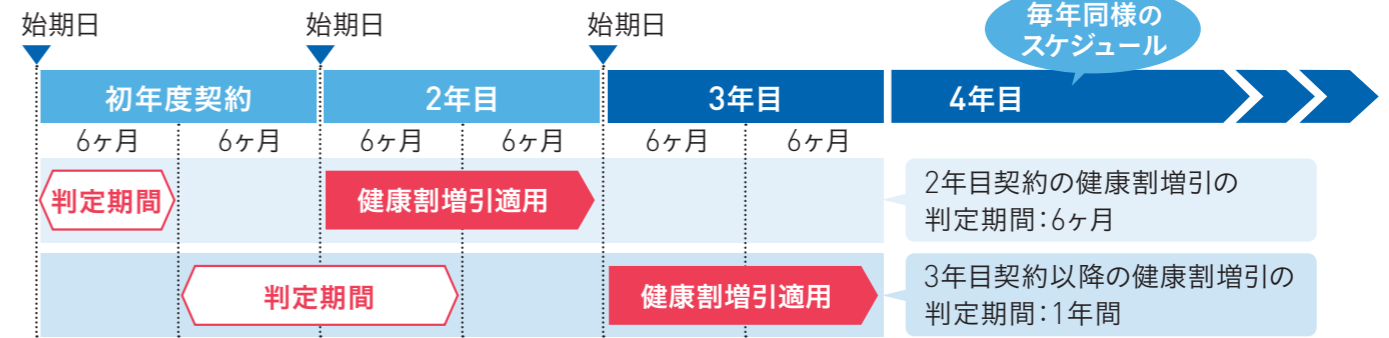 始期日
始期日
始期日
毎年同様の
スケジュール
初年度契約
2年目
3年目
4年目
6ヶ月
6ヶ月
6ヶ月
6ヶ月
6ヶ月
6ヶ月
判定期間
健康割増引適用
2年目契約の健康割増引の
判定期間:6ヶ月
判定期間
健康割増引適用
3年目契約以降の健康割増引の
判定期間:1年間